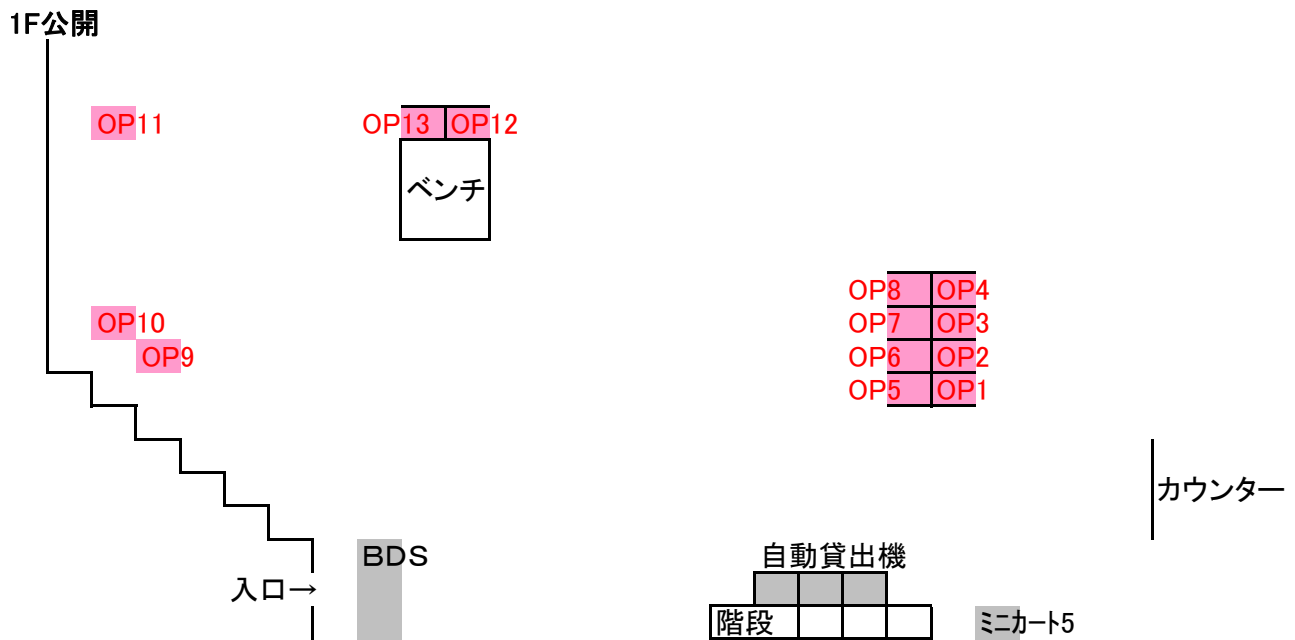 1F公開
OP11
OP13
OP12
ベンチ
OP8
OP4
OP10
OP7
OP3
OP9
OP6
OP2
OP5
OP1
カウンター
BDS
自動貸出機
入口→
階段
ミニカート5